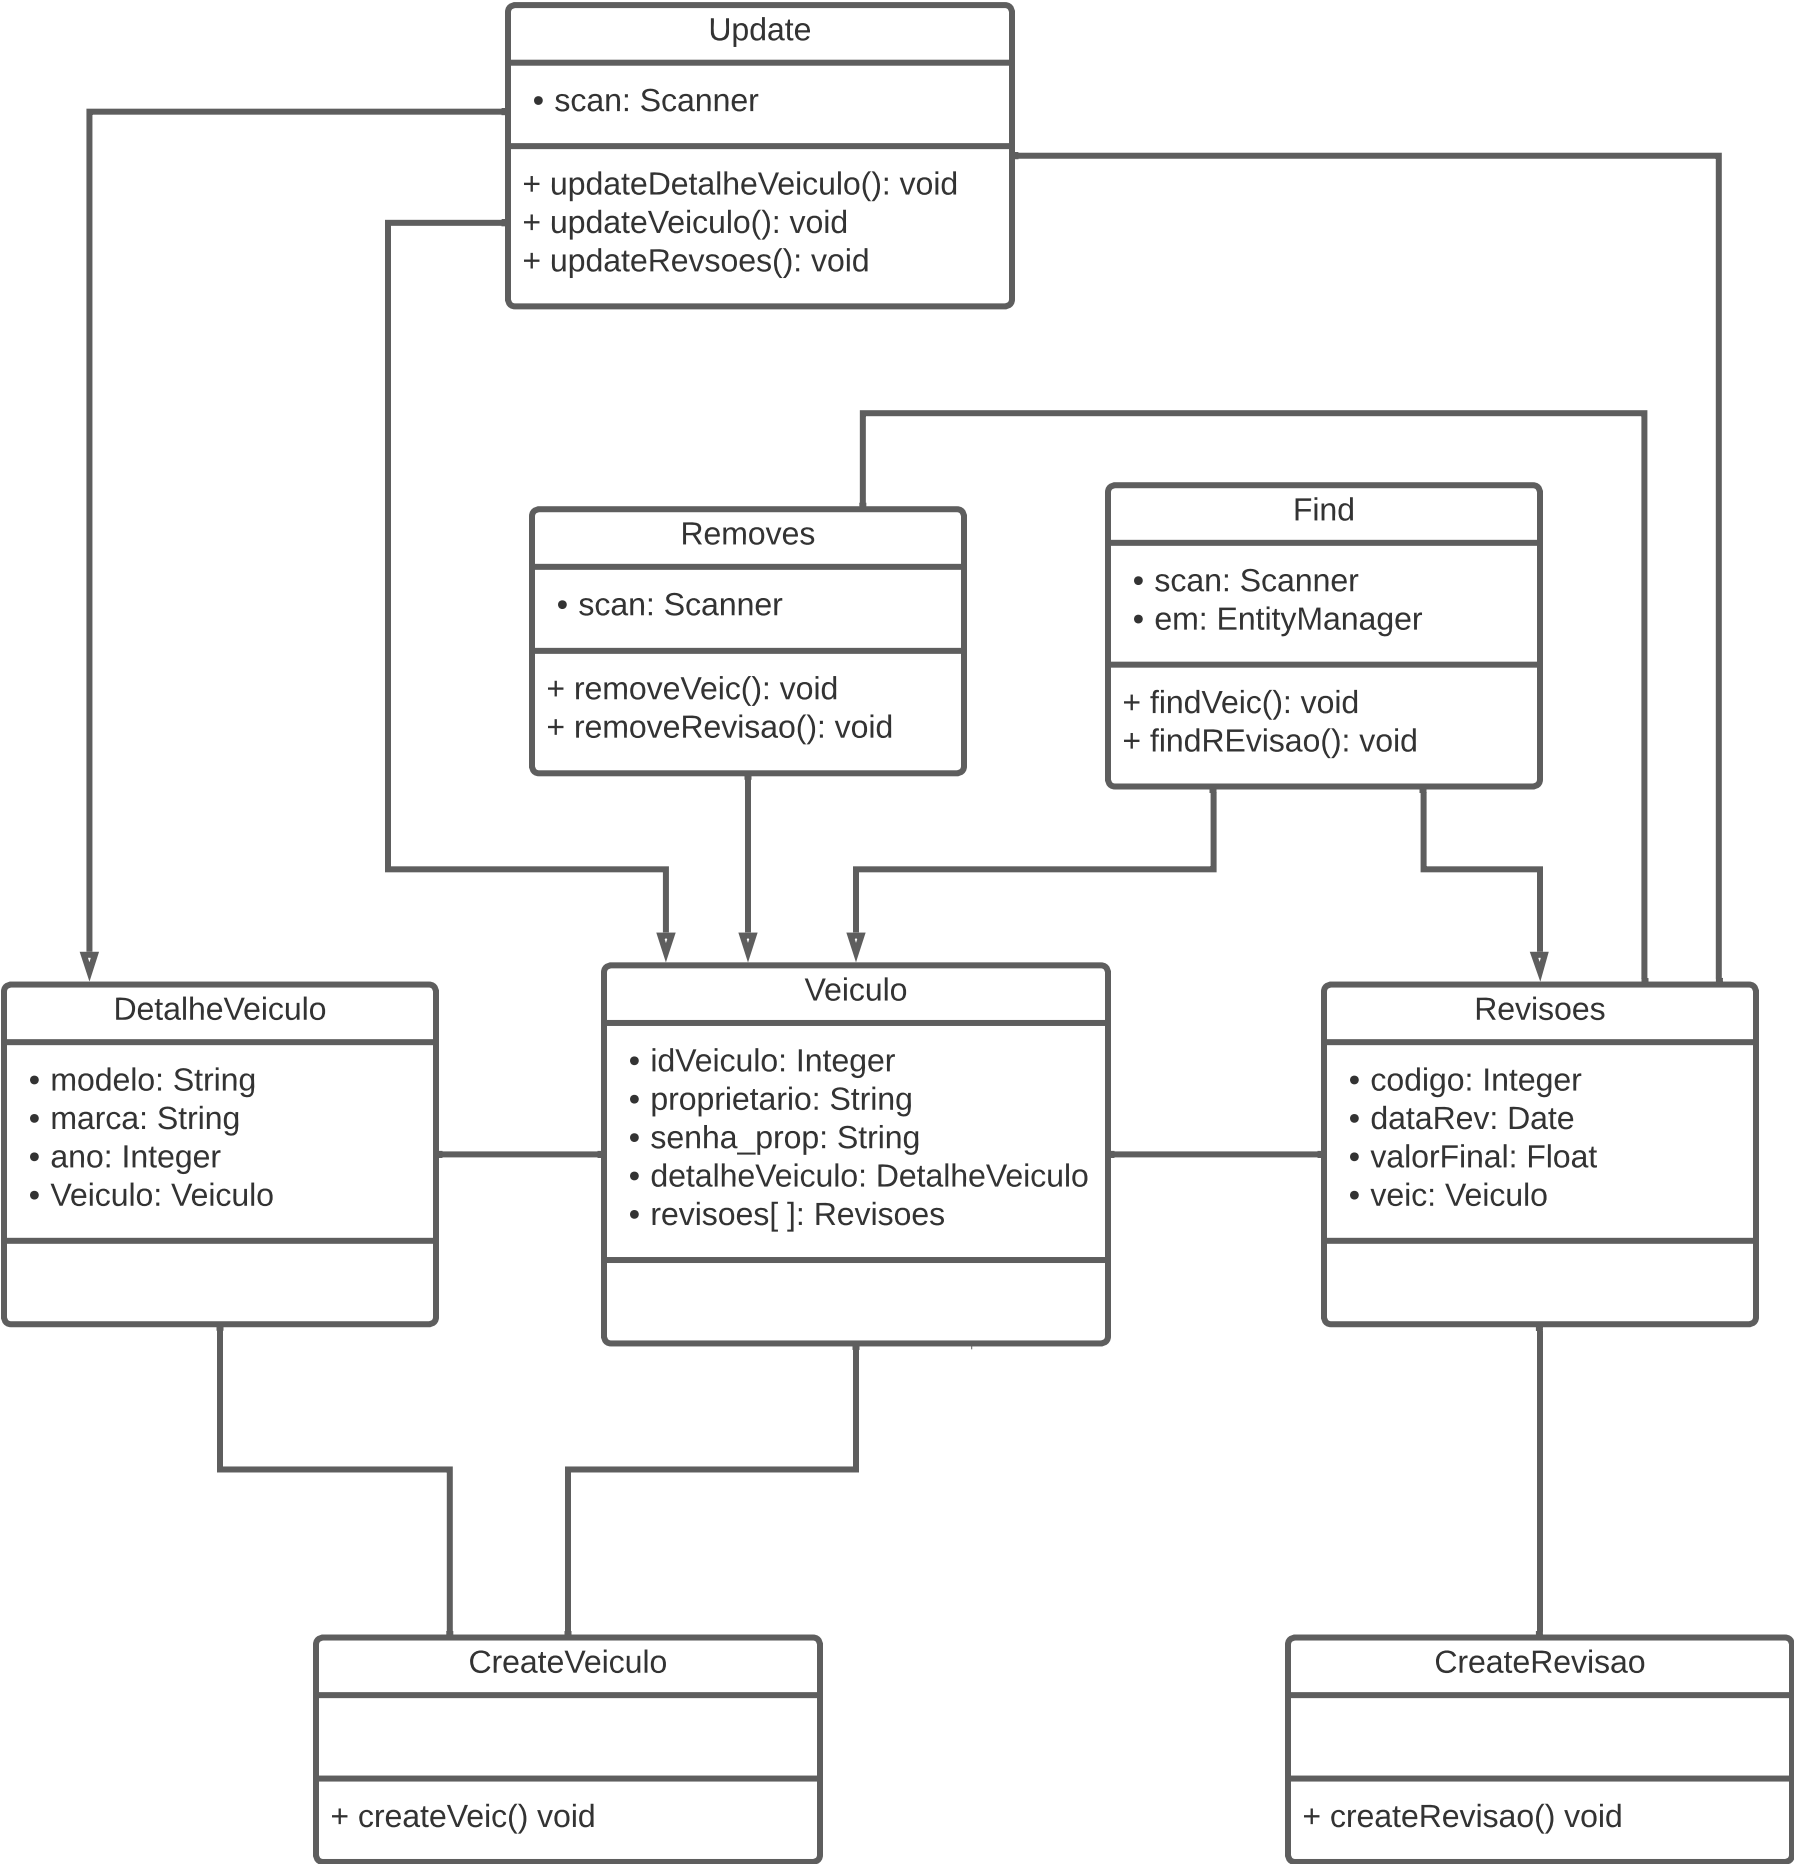 Update
• scan: Scanner
+ updateDetalheVeiculo(): void
+ updateVeiculo(): void
+ updateRevsoes(): void
Removes
• scan: Scanner
+ removeVeic(): void
+ removeRevisao(): void
Find
• scan: Scanner
• em: EntityManager
+ findVeic(): void
+ findREvisao(): void
DetalheVeiculo
• modelo: String
• marca: String
• ano: Integer
• Veiculo: Veiculo
Veiculo
• idVeiculo: Integer
• proprietario: String
• senha_prop: String
• detalheVeiculo: DetalheVeiculo
• revisoes[ ]: Revisoes
Revisoes
• codigo: Integer
• dataRev: Date
• valorFinal: Float
• veic: Veiculo
CreateVeiculo
+ createVeic() void
CreateRevisao
+ createRevisao() void